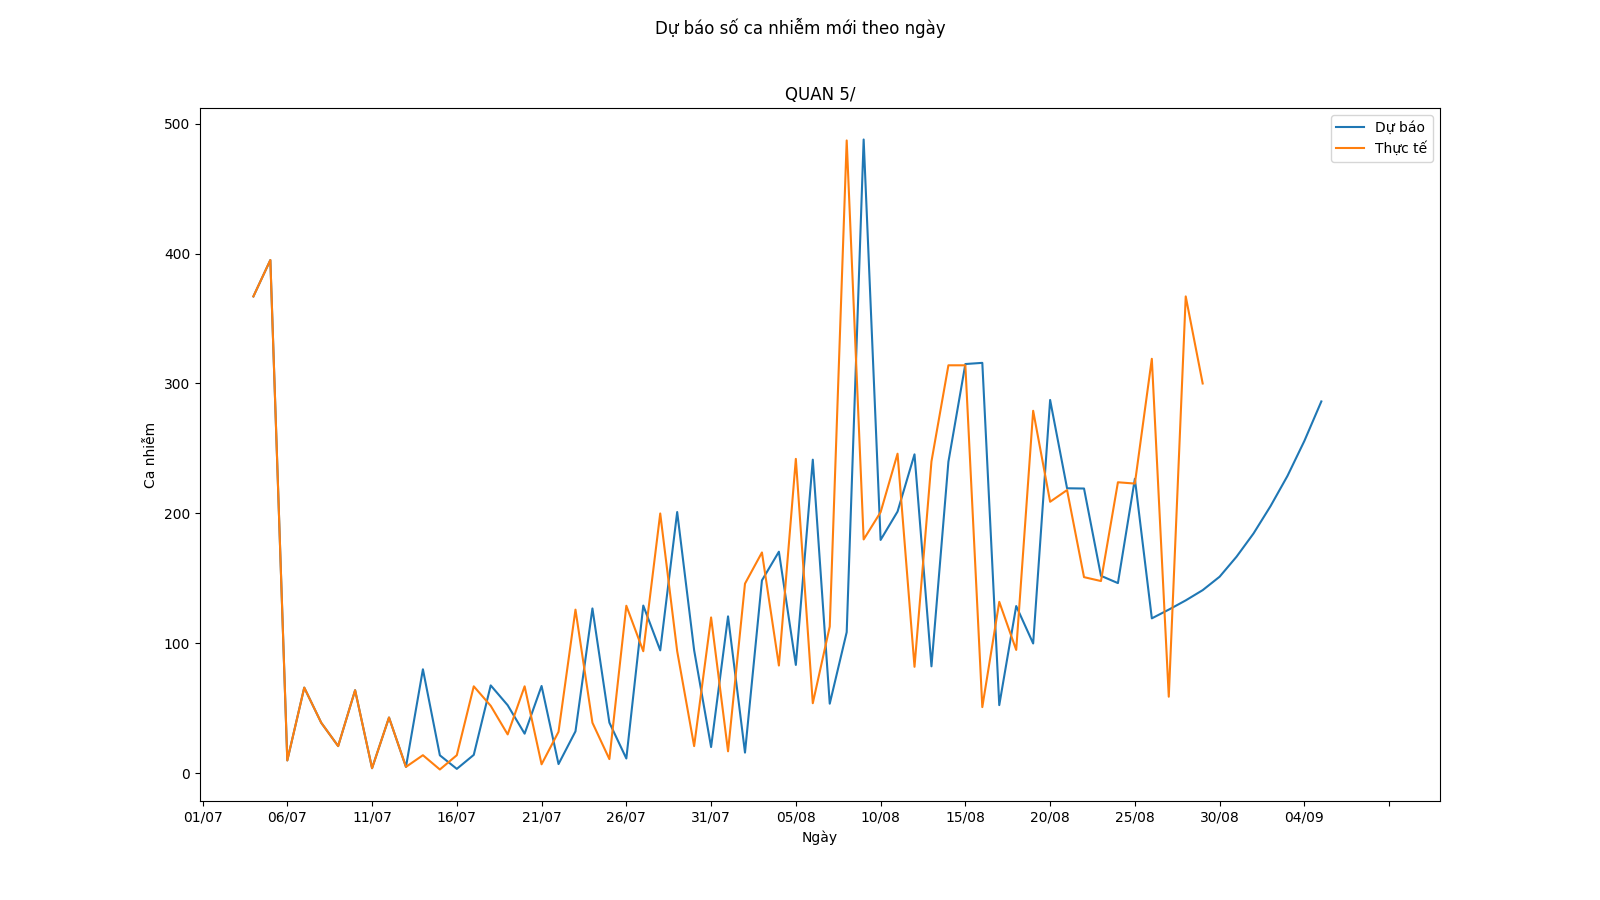 Dự báo số ca nhiễm mới theo ngày
QUAN 5/
Dự báo
Thực tế
500
400
300
200
100
0
Ca nhiễm
01/07 06/07 11/07 16/07 21/07 26/07 31/07 05/08 10/08 15/08 20/08 25/08 30/08 04/09
Ngày